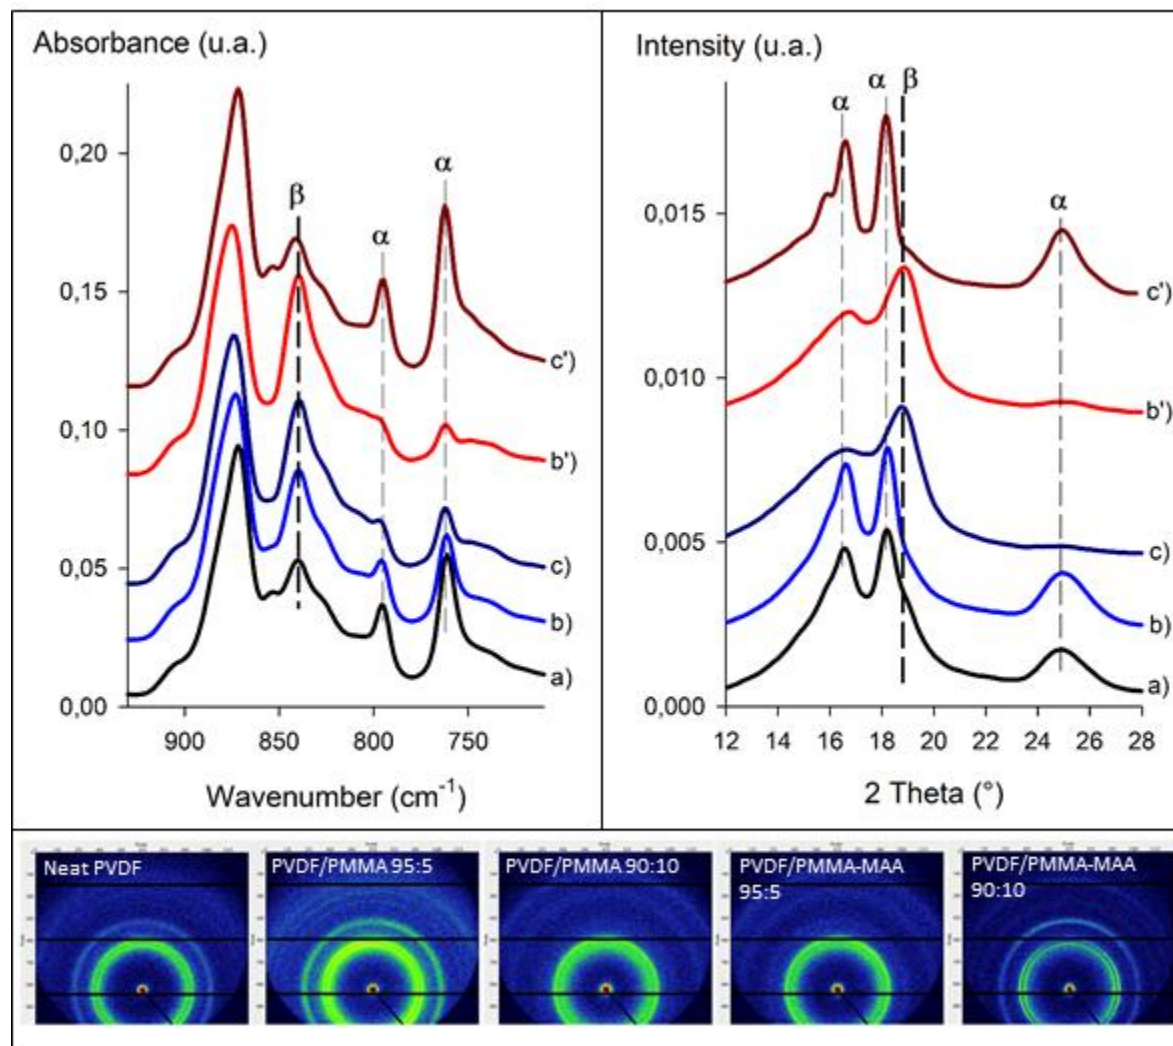 Absorbance (u.a.)
0,20
0,15
0,10
0,05
0,00
β
α
α
c')
b')
c)
b)
a)
900
850
800
750
Wavenumber (cm-1)
Intensity (u.a.)
0,015
0,010
0,005
0,000
α
α
β
α
c')
b')
c)
b)
a)
12
14
16
18
20
22
24
26
28
2 Theta (°)
Neat PVDF
PVDF/PMMA 95:5
PVDF/PMMA 90:10
PVDF/PMMA-MAA
95:5
PVDF/PMMA-MAA
90:10